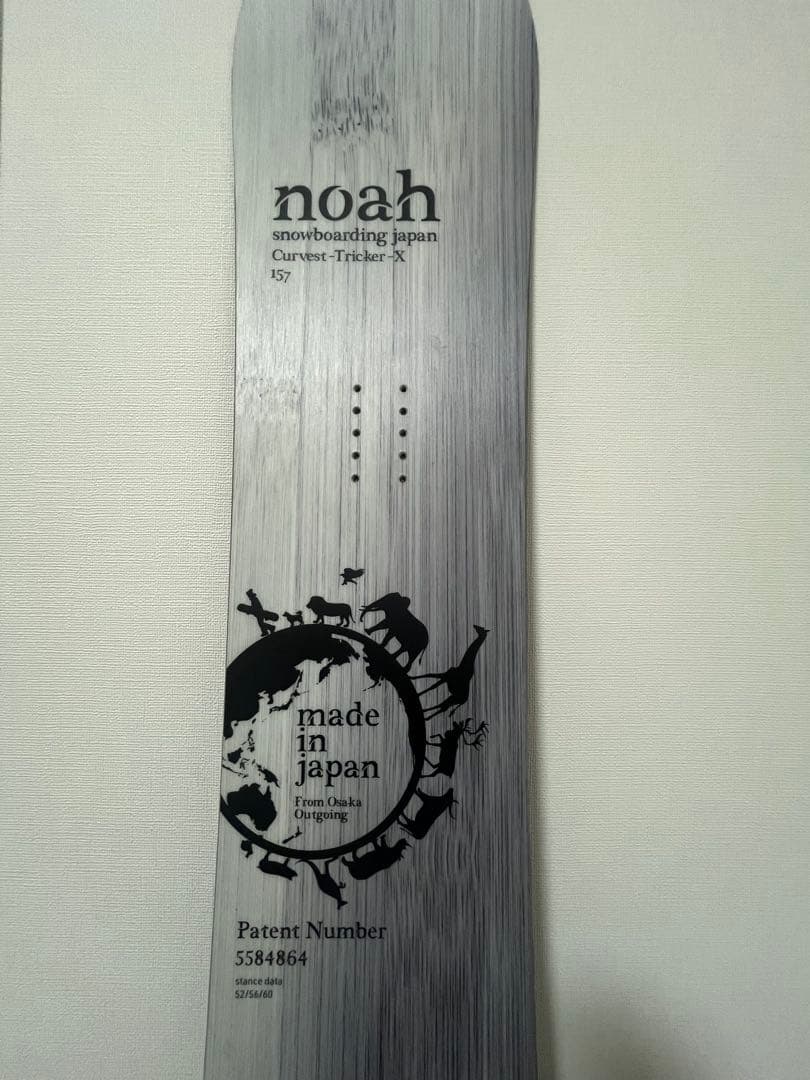 noah
snowboarding japan
Curvest-Tricker-X
157
made
in
japan
From Osaka
Outgoing
Patent Number
5584864
stance data
52/56/60